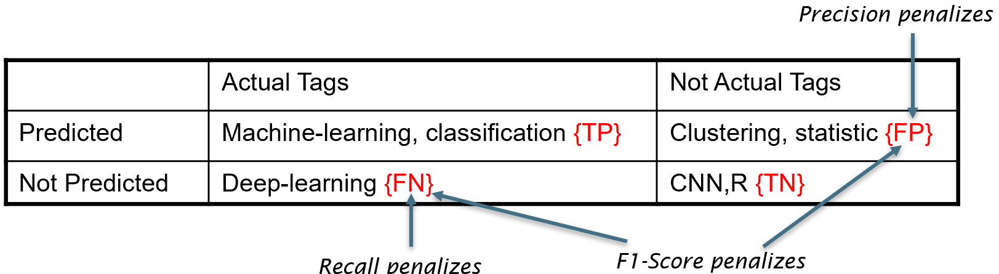 Precision penalizes
Actual Tags
Not Actual Tags
Predicted
Machine-learning, classification {TP}
Clustering, statistic {FP}
Not Predicted
Deep-learning {FN}
CNN,R {TN}
Recall penalizes
F1-Score penalizes